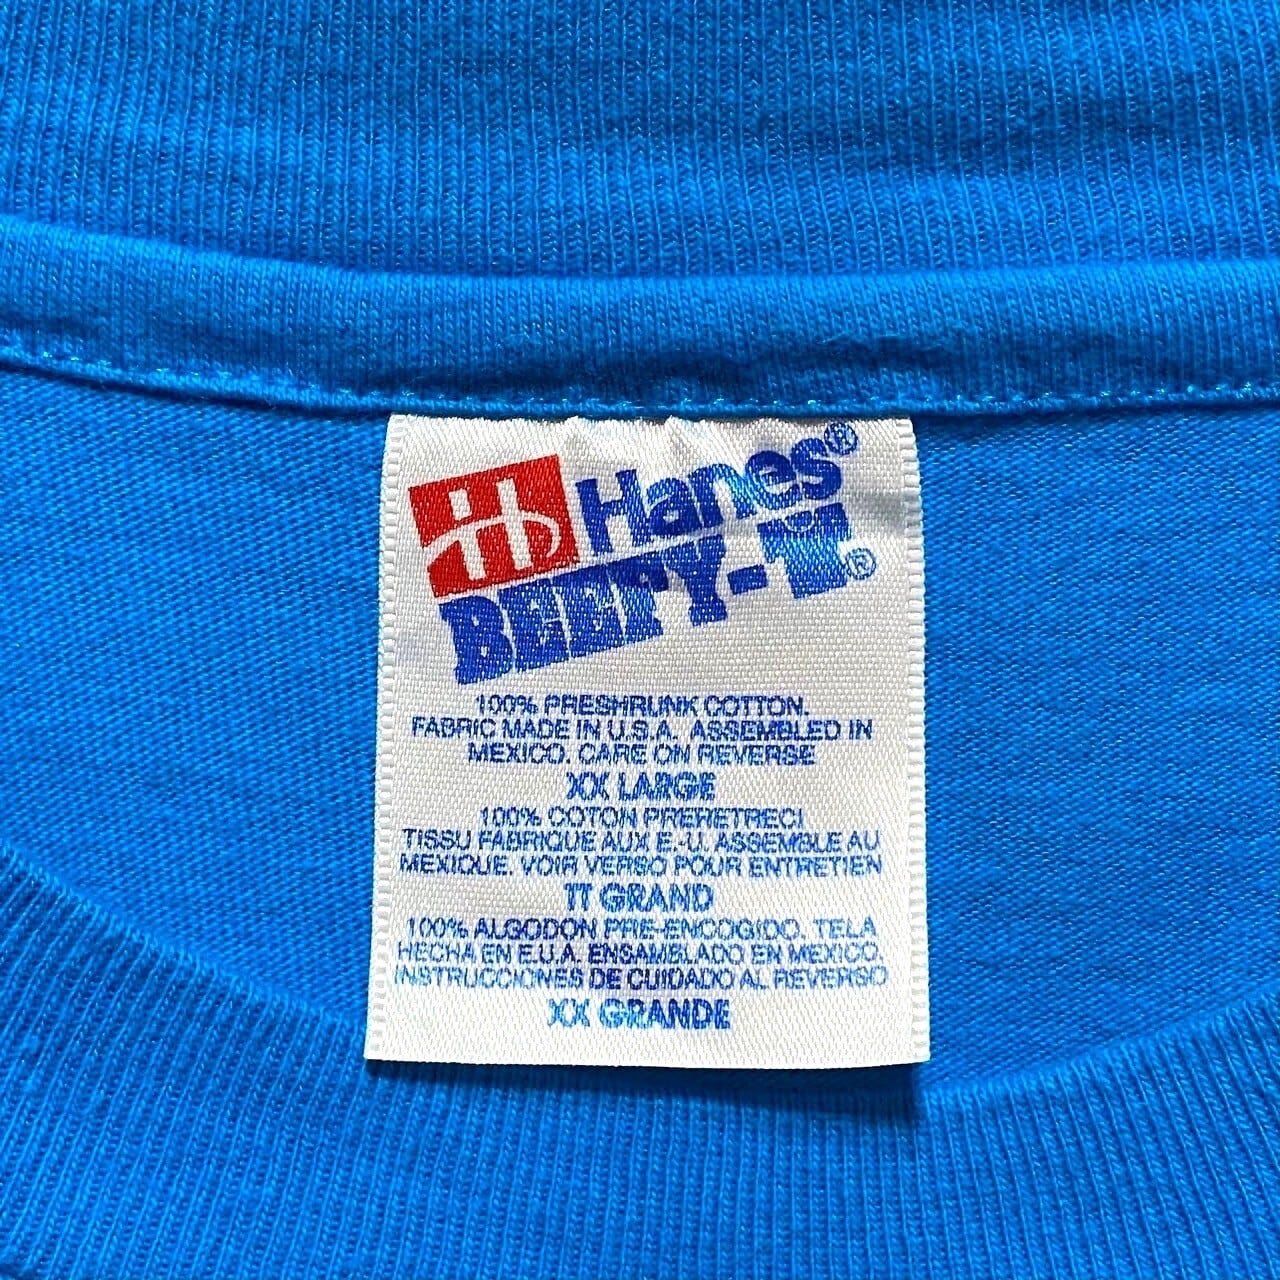 Hanes®
BEEFY-T.®
100% PRESHRUNK COTTON.
FABRIC MADE IN U.S.A. ASSEMBLED IN
MEXICO. CARE ON REVERSE
XX LARGE
100% COTON PRERETRECI
TISSU FABRIQUE AUX E.-U. ASSEMBLE AU
MEXIQUE. VOIR VERSO POUR ENTRETIEN
TT GRAND
100% ALGODON PRE-ENCOGIDO. TELA
HECHA EN E.U.A. ENSAMBLADO EN MEXICO.
INSTRUCCIONES DE CUIDADO AL REVERSO
XX GRANDE